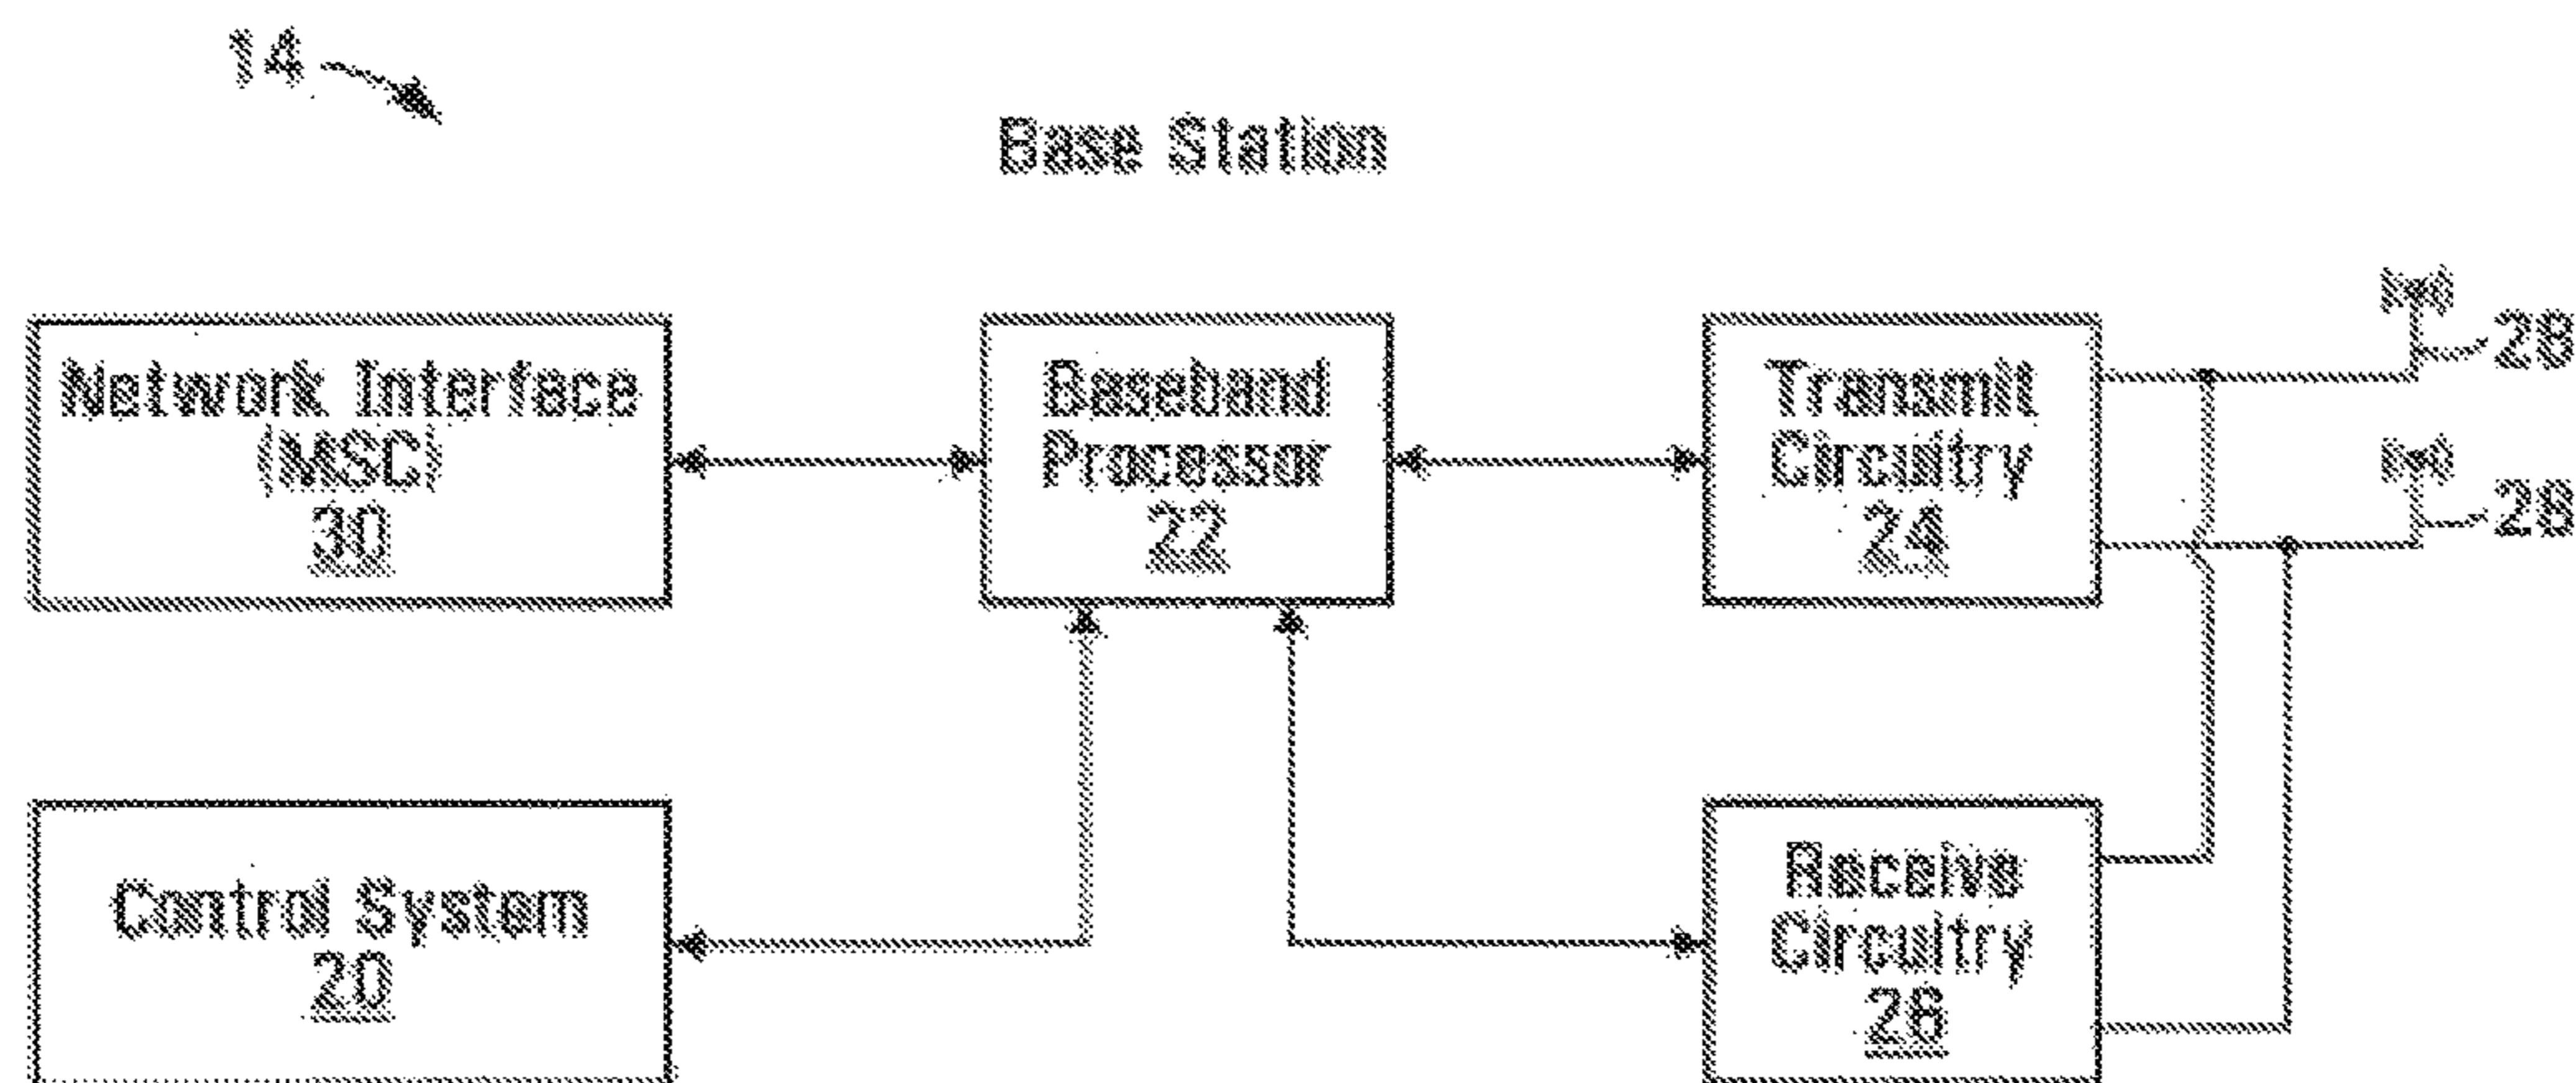 14
Base Station
Network Interface
(MSC)
30
Baseband
Processor
22
Transmit
Circuitry
24
28
28
Control System
20
Receive
Circuitry
26